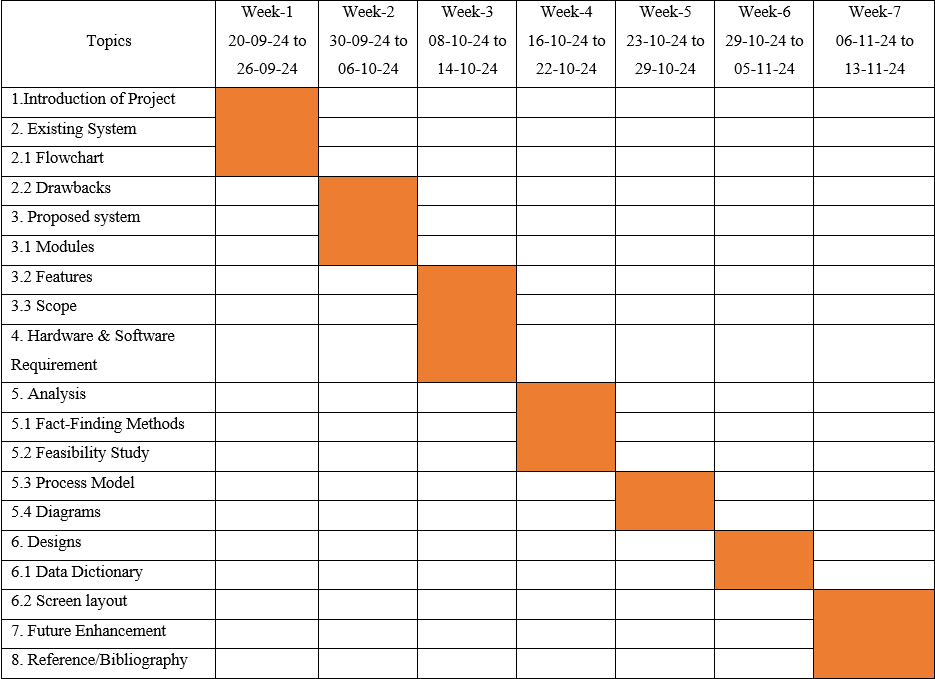 Topics
Week-1
20-09-24 to
26-09-24
Week-2
30-09-24 to
06-10-24
Week-3
08-10-24 to
14-10-24
Week-4
16-10-24 to
22-10-24
Week-5
23-10-24 to
29-10-24
Week-6
29-10-24 to
05-11-24
Week-7
06-11-24 to
13-11-24
1.Introduction of Project
2. Existing System
2.1 Flowchart
2.2 Drawbacks
3. Proposed system
3.1 Modules
3.2 Features
3.3 Scope
4. Hardware & Software
Requirement
5. Analysis
5.1 Fact-Finding Methods
5.2 Feasibility Study
5.3 Process Model
5.4 Diagrams
6. Designs
6.1 Data Dictionary
6.2 Screen layout
7. Future Enhancement
8. Reference/Bibliography